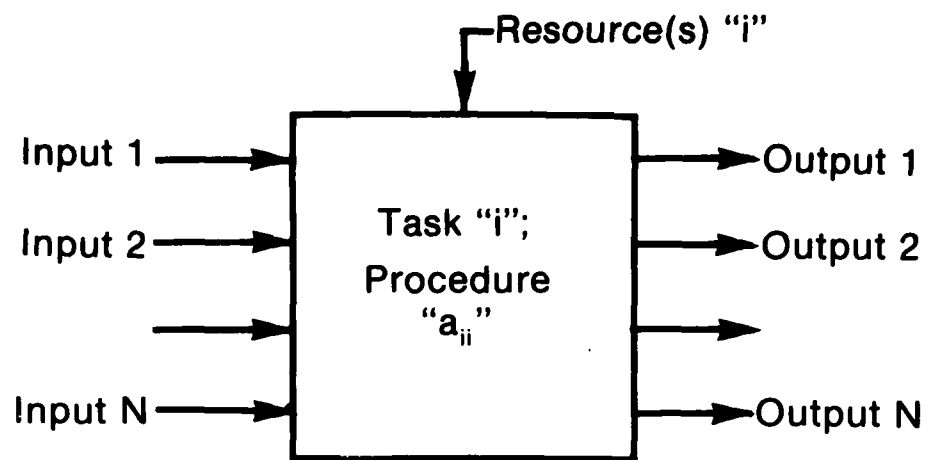 Resource(s) “i”
Input 1
Input 2
Input N
Task “i”;
Procedure
“aᵢᵢ”
Output 1
Output 2
Output N